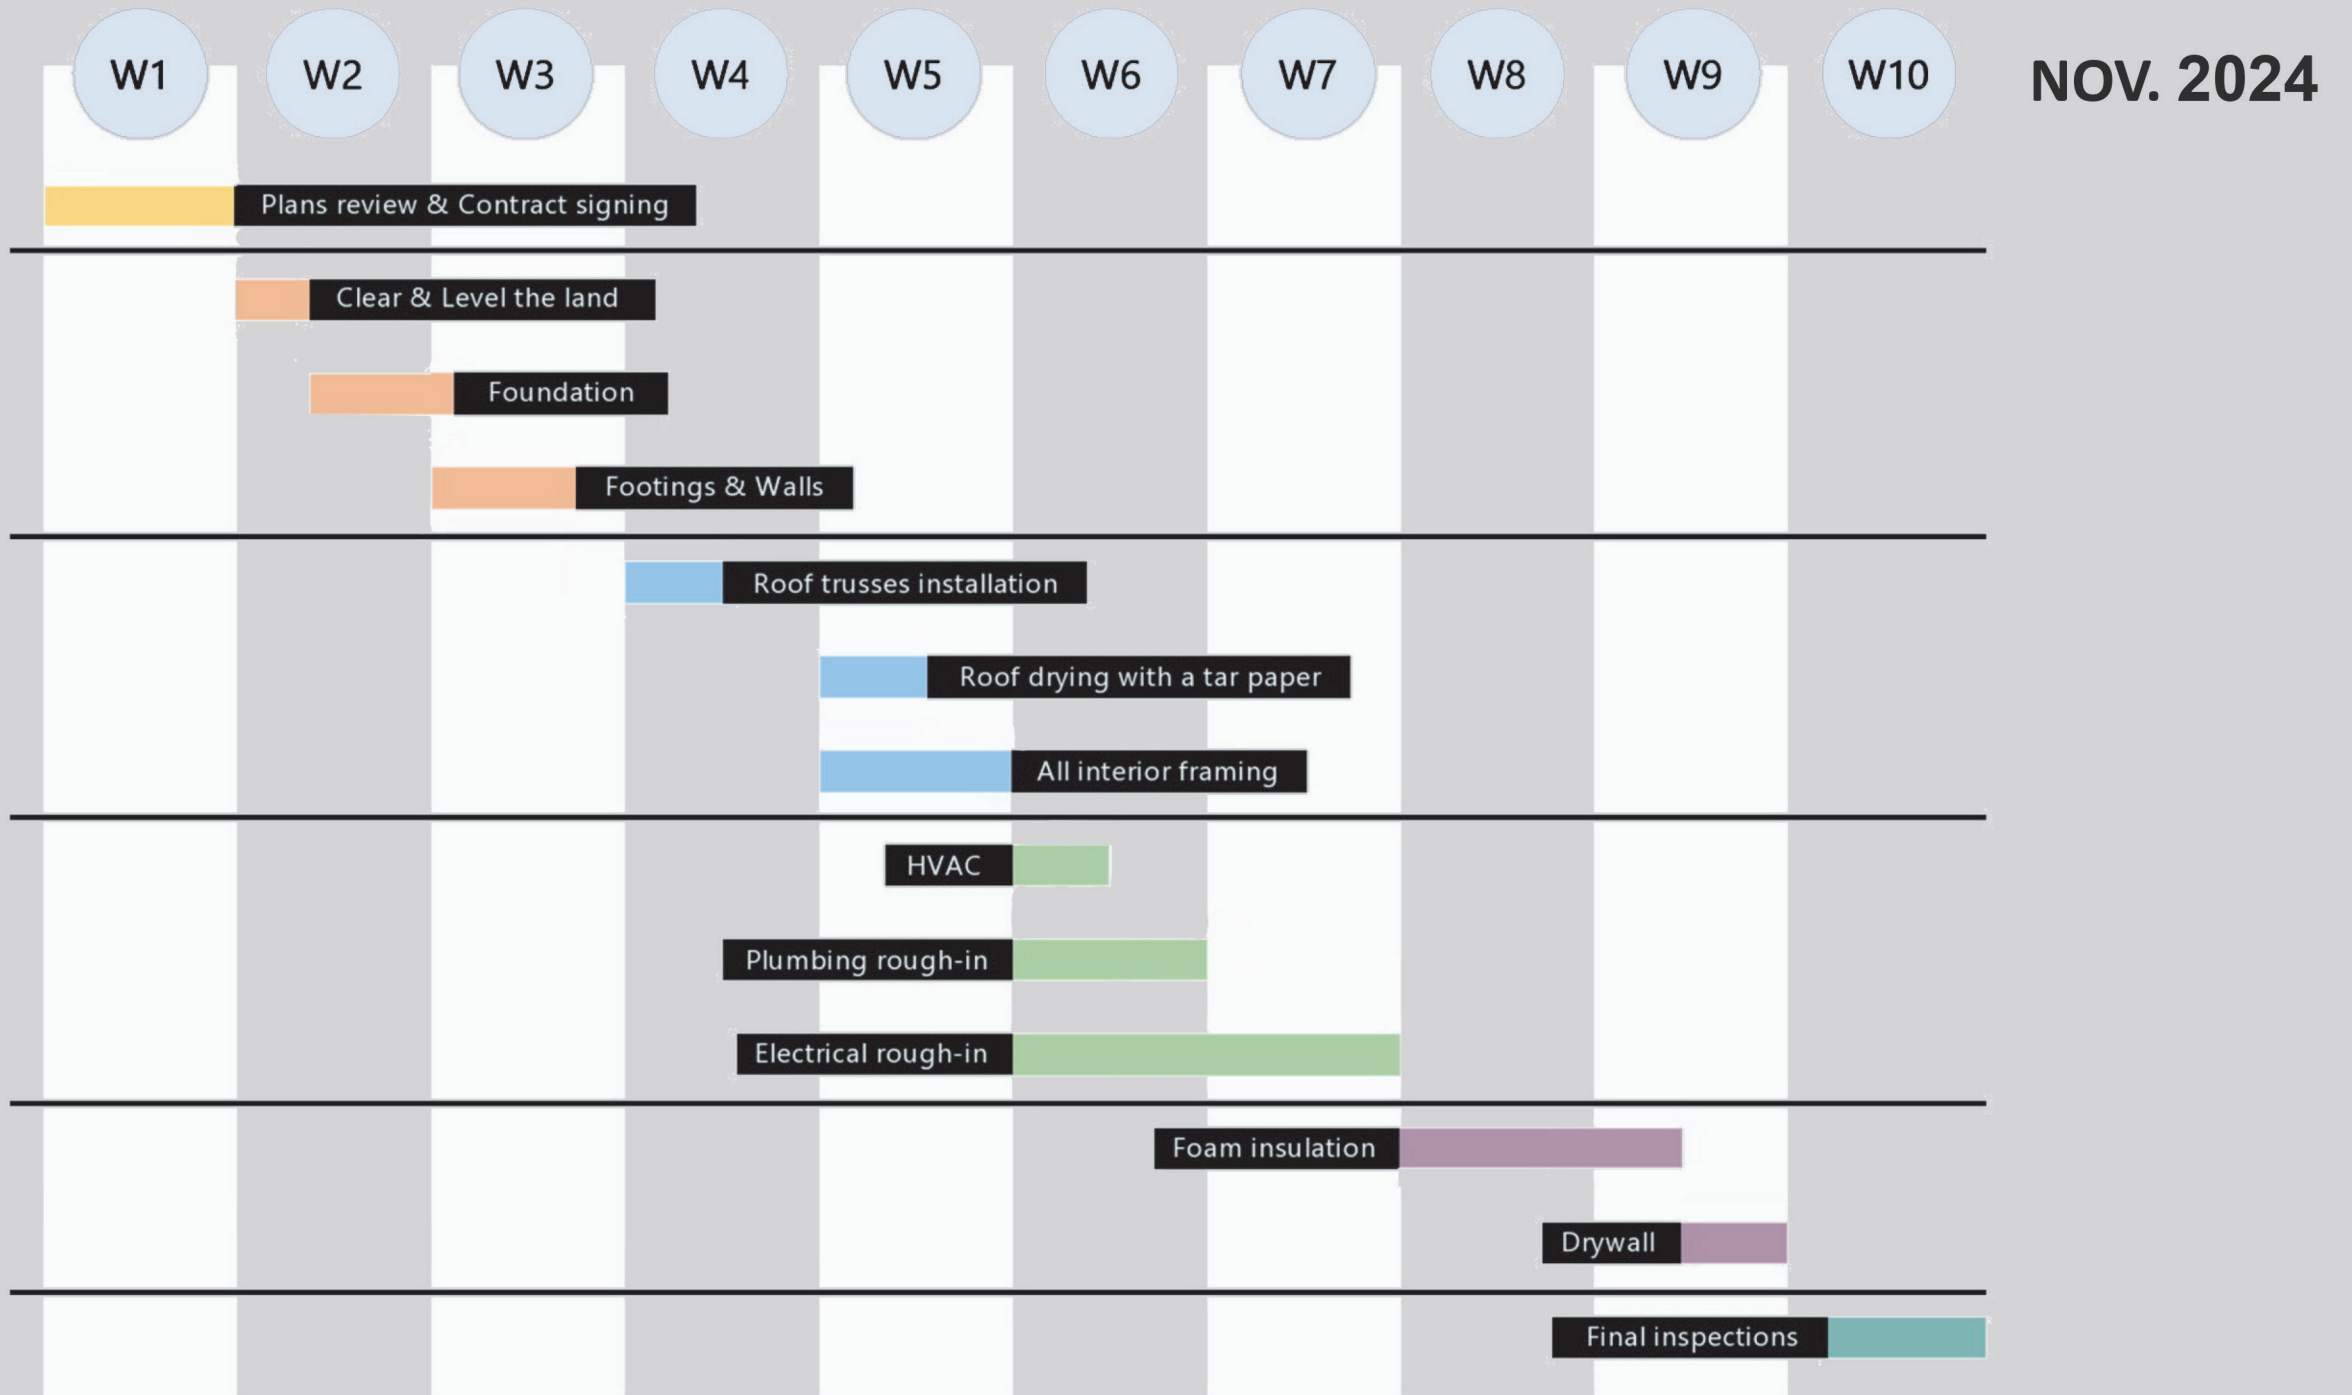 W1 W2 W3 W4 W5 W6 W7 W8 W9 W10 NOV. 2024
Plans review & Contract signing
Clear & Level the land
Foundation
Footings & Walls
Roof trusses installation
Roof drying with a tar paper
All interior framing
HVAC
Plumbing rough-in
Electrical rough-in
Foam insulation
Drywall
Final inspections